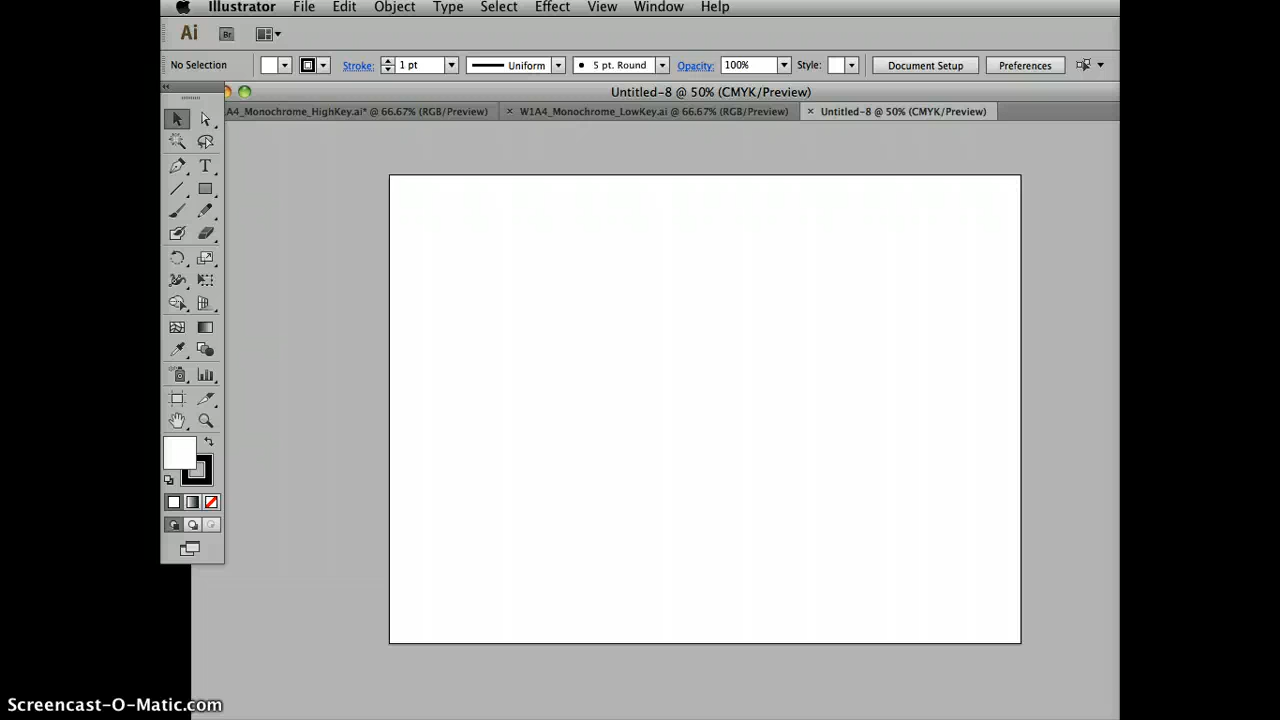 Illustrator File Edit Object Type Select Effect View Window Help
Ai Br
No Selection Stroke: 1 pt Uniform 5 pt. Round Opacity: 100% Style: Document Setup Preferences
Untitled-8 @ 50% (CMYK/Preview)
A4_Monochrome_HighKey.ai* @ 66.67% (RGB/Preview) × W1A4_Monochrome_LowKey.ai @ 66.67% (RGB/Preview) × Untitled-8 @ 50% (CMYK/Preview)
T
Screencast-O-Matic.com